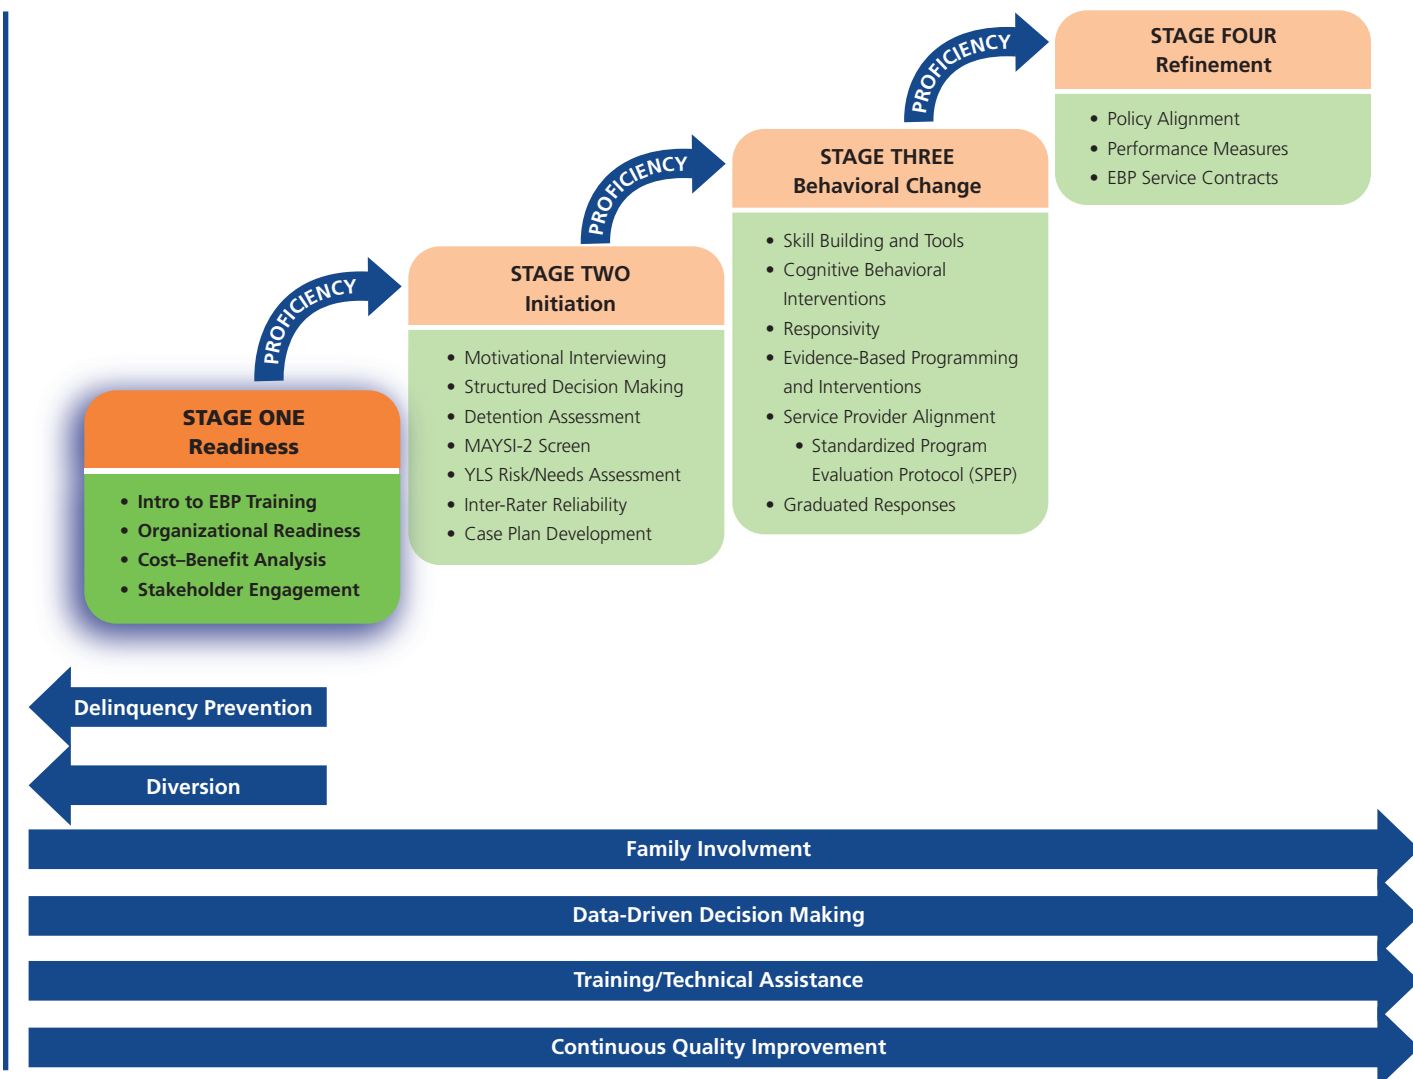 STAGE ONE
Readiness
• Intro to EBP Training
• Organizational Readiness
• Cost–Benefit Analysis
• Stakeholder Engagement
PROFICIENCY
STAGE TWO
Initiation
• Motivational Interviewing
• Structured Decision Making
• Detention Assessment
• MAYSI-2 Screen
• YLS Risk/Needs Assessment
• Inter-Rater Reliability
• Case Plan Development
PROFICIENCY
STAGE THREE
Behavioral Change
• Skill Building and Tools
• Cognitive Behavioral
Interventions
• Responsivity
• Evidence-Based Programming
and Interventions
• Service Provider Alignment
• Standardized Program
Evaluation Protocol (SPEP)
• Graduated Responses
PROFICIENCY
STAGE FOUR
Refinement
• Policy Alignment
• Performance Measures
• EBP Service Contracts
Delinquency Prevention
Diversion
Family Involvment
Data-Driven Decision Making
Training/Technical Assistance
Continuous Quality Improvement